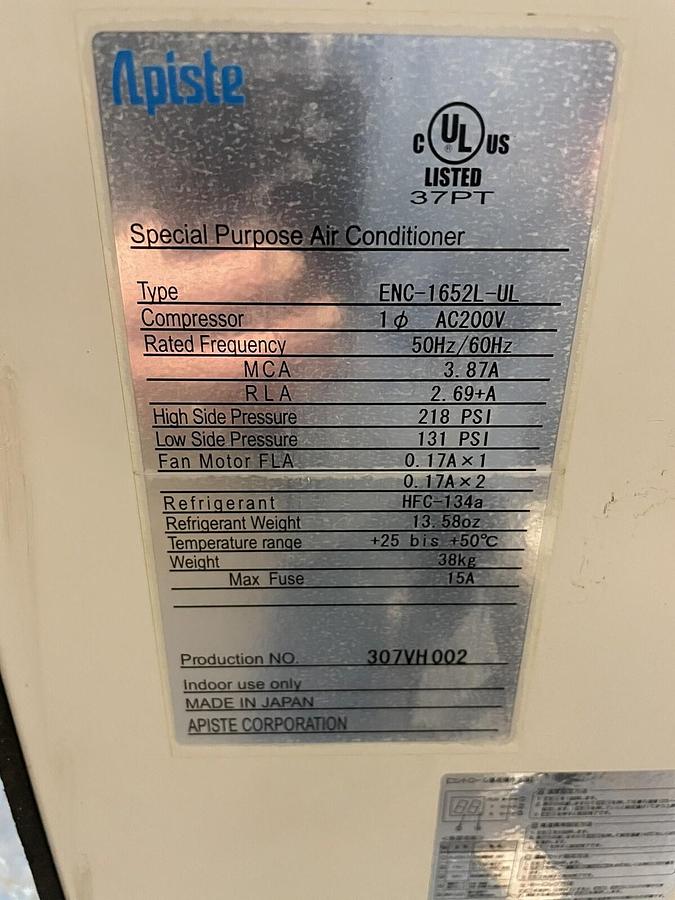 Apiste
C UL ® US
LISTED
37PT
Special Purpose Air Conditioner
Type ENC-1652L-UL
Compressor 1ϕ AC200V
Rated Frequency 50Hz/60Hz
MCA 3.87A
RLA 2.69+A
High Side Pressure 218 PSI
Low Side Pressure 131 PSI
Fan Motor FLA 0.17A×1
0.17A×2
Refrigerant HFC-134a
Refrigerant Weight 13.58oz
Temperature range +25 bis +50℃
Weight 38kg
Max Fuse 15A
Production NO. 307VH002
Indoor use only
MADE IN JAPAN
APISTE CORPORATION